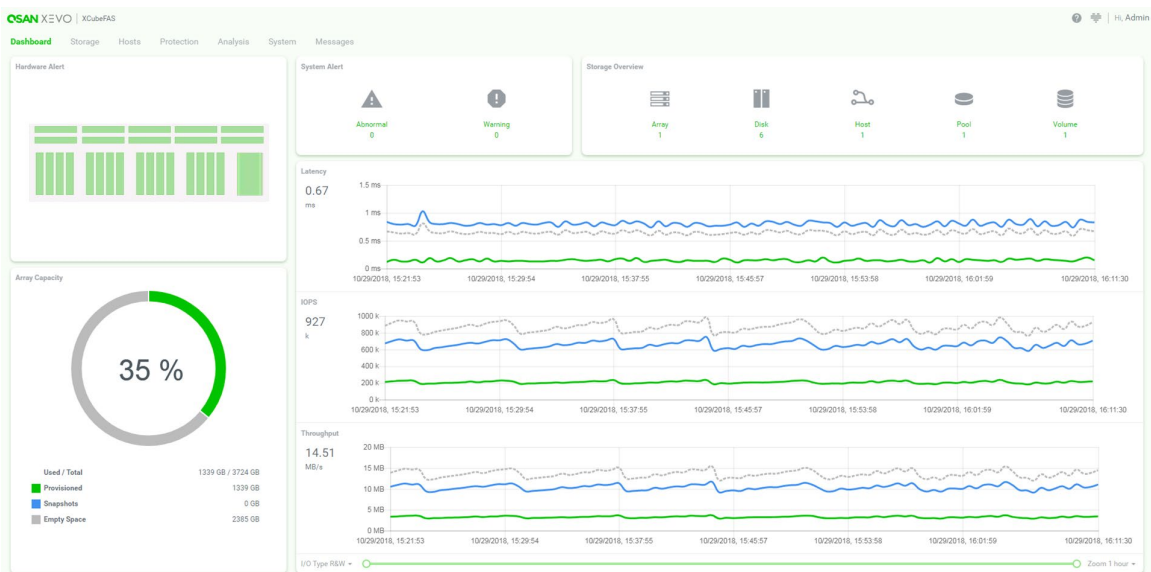 QSAN XEVO | XCubeFAS
Hi, Admin
Dashboard Storage Hosts Protection Analysis System Messages
Hardware Alert
System Alert
Abnormal
0
Warning
0
Storage Overview
Array
1
Disk
6
Host
1
Pool
1
Volume
1
Array Capacity
35 %
Used / Total 1339 GB / 3724 GB
Provisioned 1339 GB
Snapshots 0 GB
Empty Space 2385 GB
Latency
0.67
ms
1.5 ms
1 ms
0.5 ms
0 ms
10/29/2018, 15:21:53 10/29/2018, 15:29:54 10/29/2018, 15:37:55 10/29/2018, 15:45:57 10/29/2018, 15:53:58 10/29/2018, 16:01:59 10/29/2018, 16:11:30
IOPS
927
k
1000 k
800 k
600 k
400 k
200 k
0 k
10/29/2018, 15:21:53 10/29/2018, 15:29:54 10/29/2018, 15:37:55 10/29/2018, 15:45:57 10/29/2018, 15:53:58 10/29/2018, 16:01:59 10/29/2018, 16:11:30
Throughput
14.51
MB/s
20 MB
15 MB
10 MB
5 MB
0 MB
10/29/2018, 15:21:53 10/29/2018, 15:29:54 10/29/2018, 15:37:55 10/29/2018, 15:45:57 10/29/2018, 15:53:58 10/29/2018, 16:01:59 10/29/2018, 16:11:30
I/O Type R&W
Zoom 1 hour